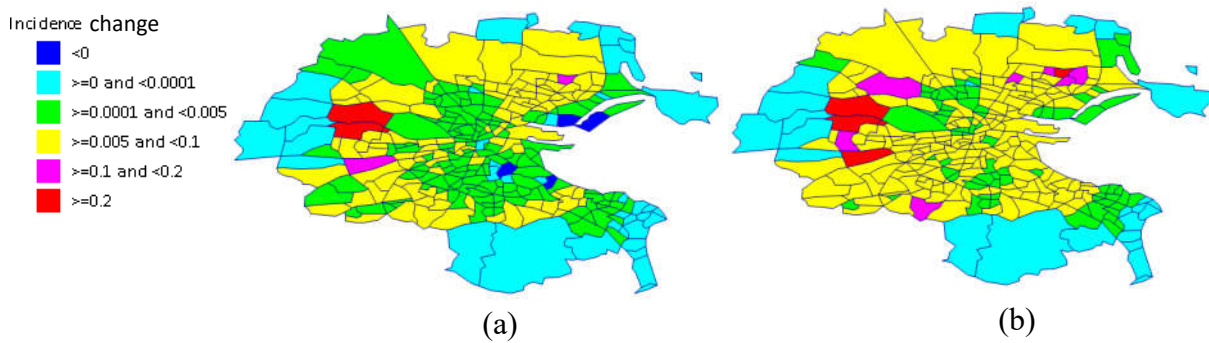 Incidence change
<0
>=0 and <0.0001
>=0.0001 and <0.005
>=0.005 and <0.1
>=0.1 and <0.2
>=0.2
(a)
(b)